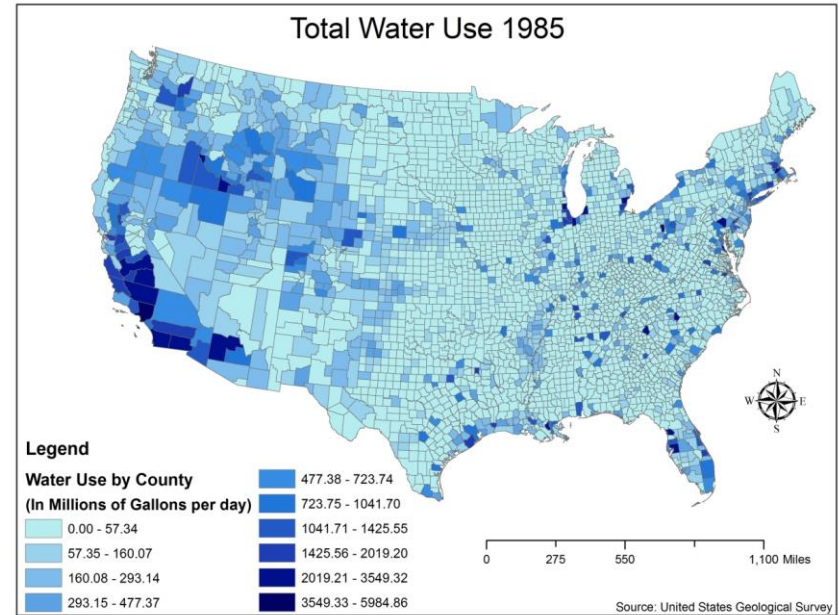 Total Water Use 1985
N
W E
S
Legend
Water Use by County
(In Millions of Gallons per day)
0.00 - 57.34
57.35 - 160.07
160.08 - 293.14
293.15 - 477.37
477.38 - 723.74
723.75 - 1041.70
1041.71 - 1425.55
1425.56 - 2019.20
2019.21 - 3549.32
3549.33 - 5984.86
0 275 550 1,100 Miles
Source: United States Geological Survey